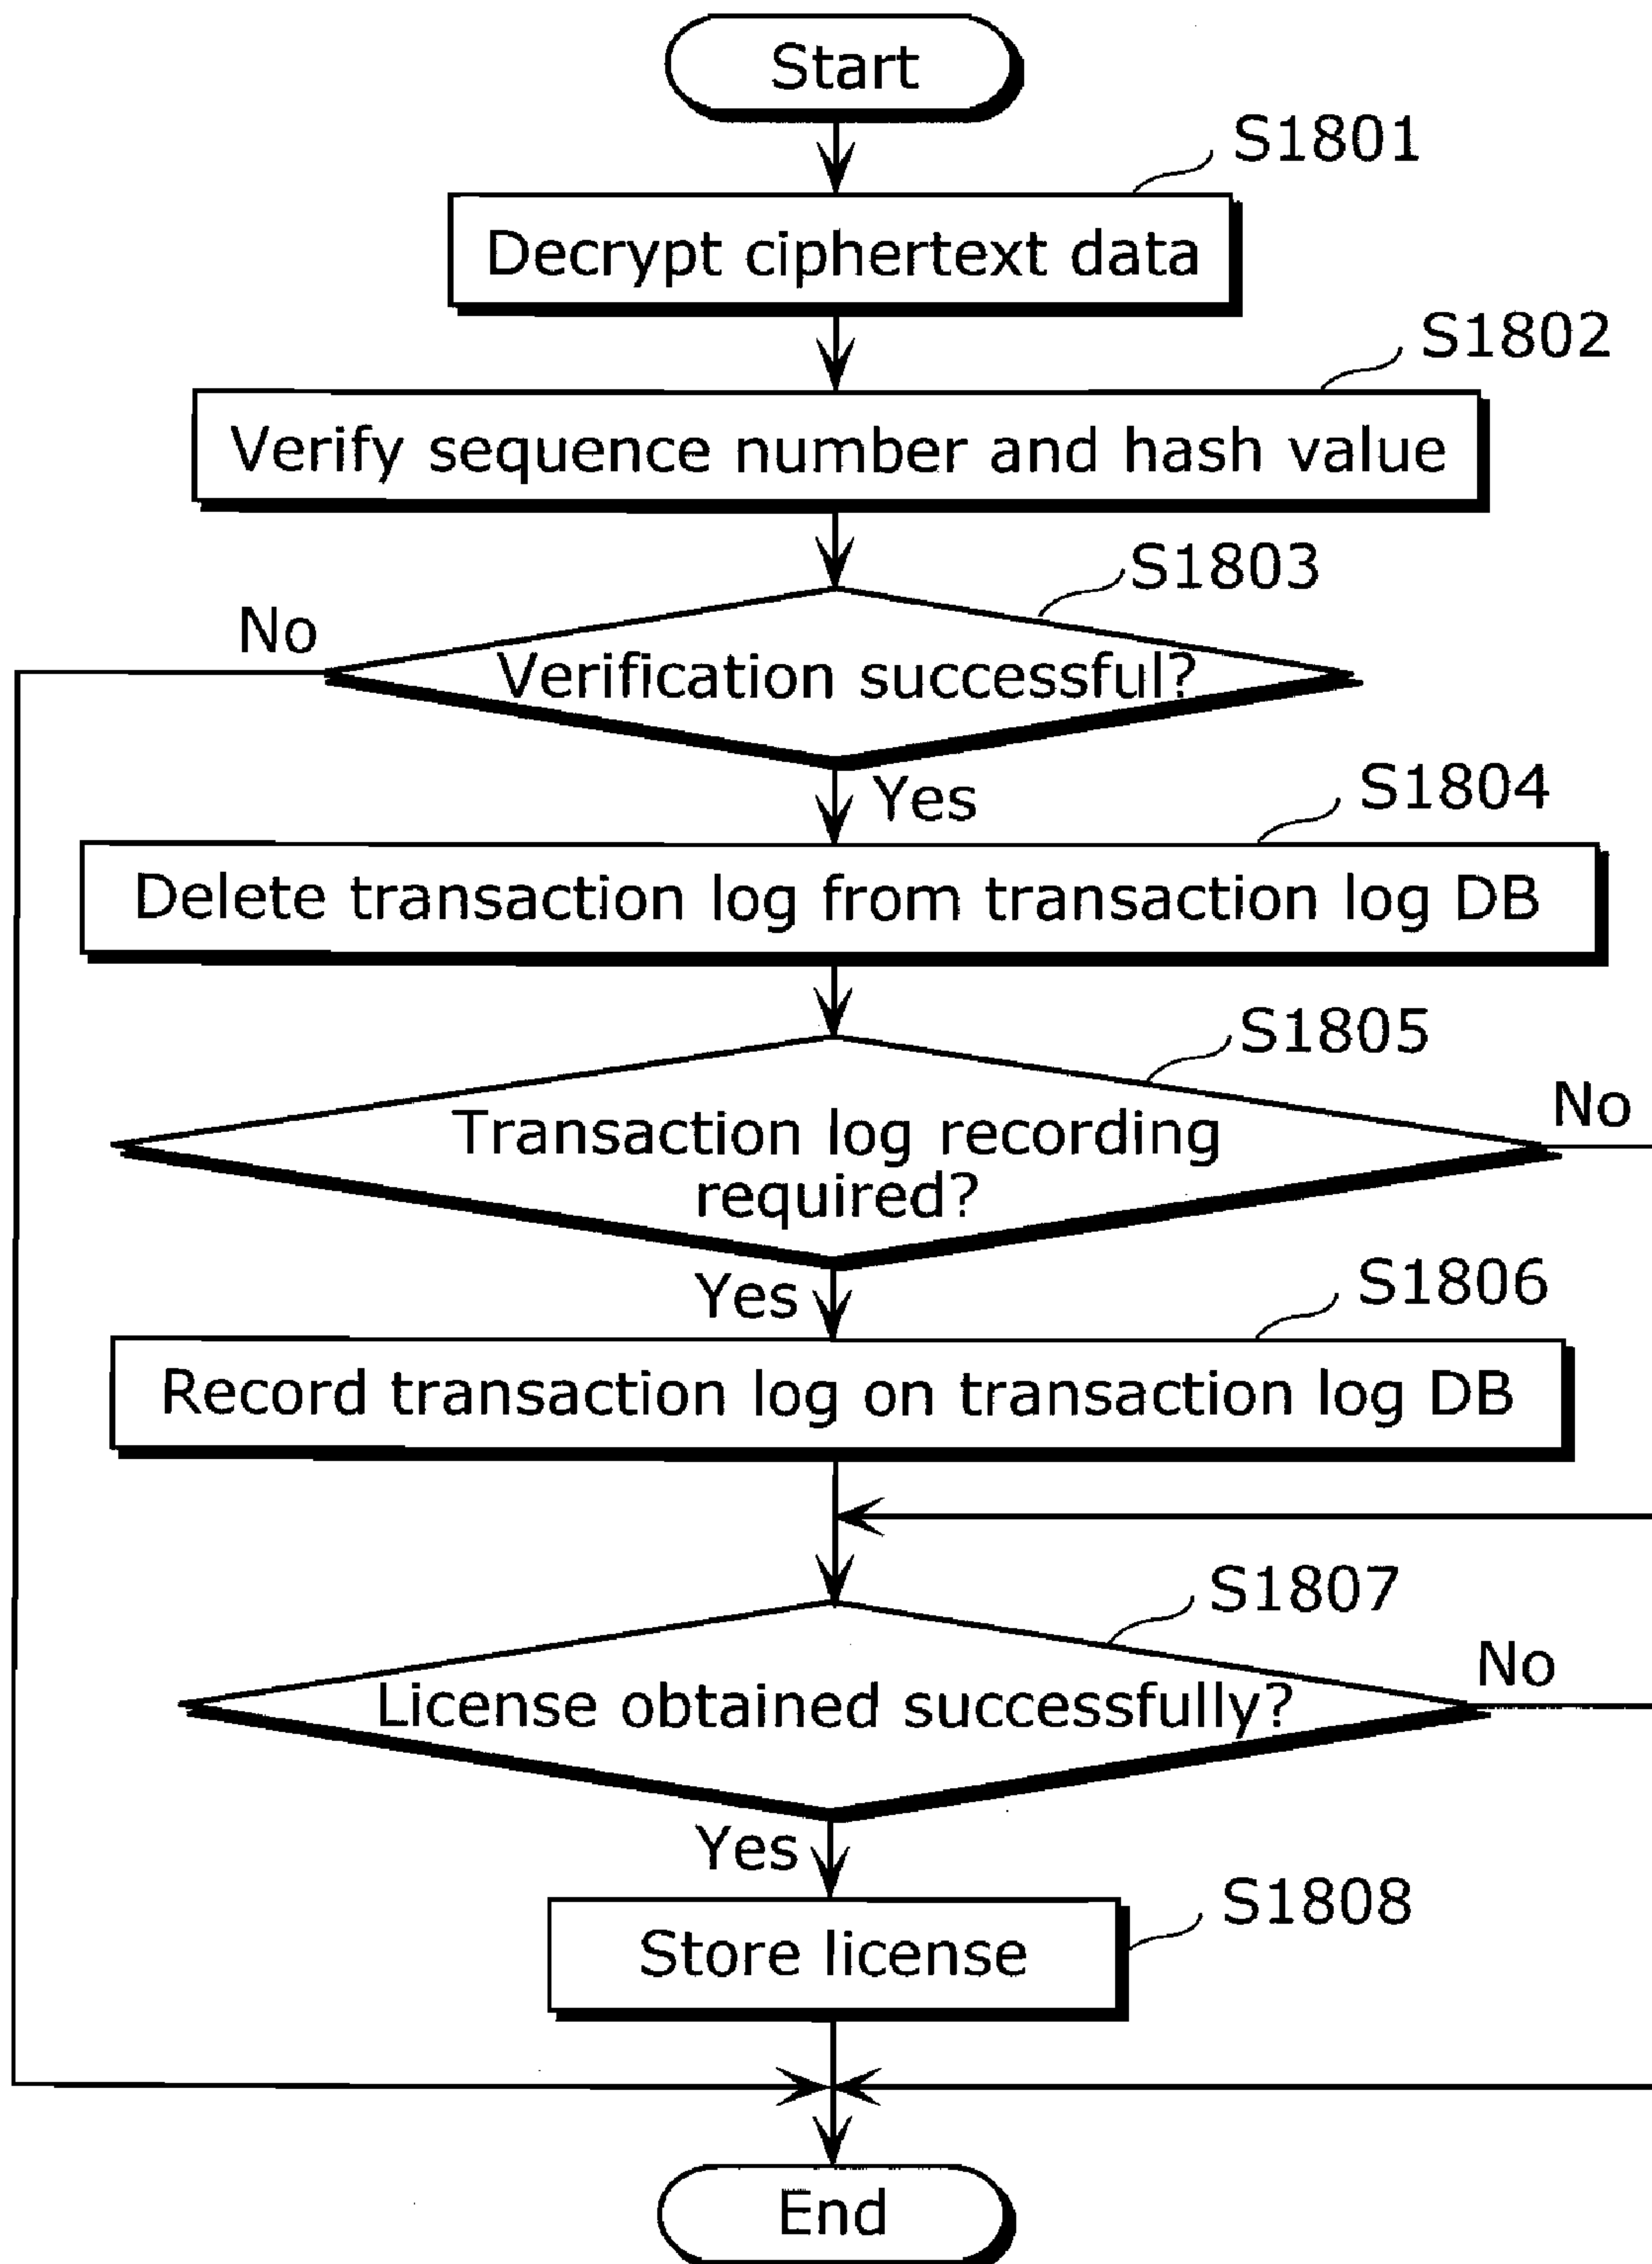 Start
S1801
Decrypt ciphertext data
S1802
Verify sequence number and hash value
S1803
No
Verification successful?
Yes
S1804
Delete transaction log from transaction log DB
S1805
No
Transaction log recording
required?
Yes
S1806
Record transaction log on transaction log DB
S1807
No
License obtained successfully?
Yes
S1808
Store license
End